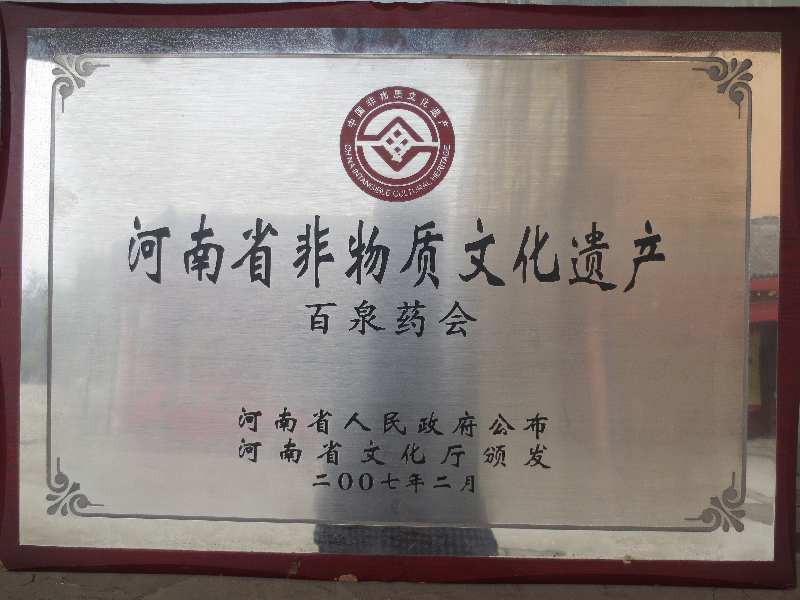 中国非物质文化遗产
CHINA INTANGIBLE CULTURAL HERITAGE
河南省非物质文化遗产
百泉药会
河南省人民政府公布
河南省文化厅颁发
二00七年二月